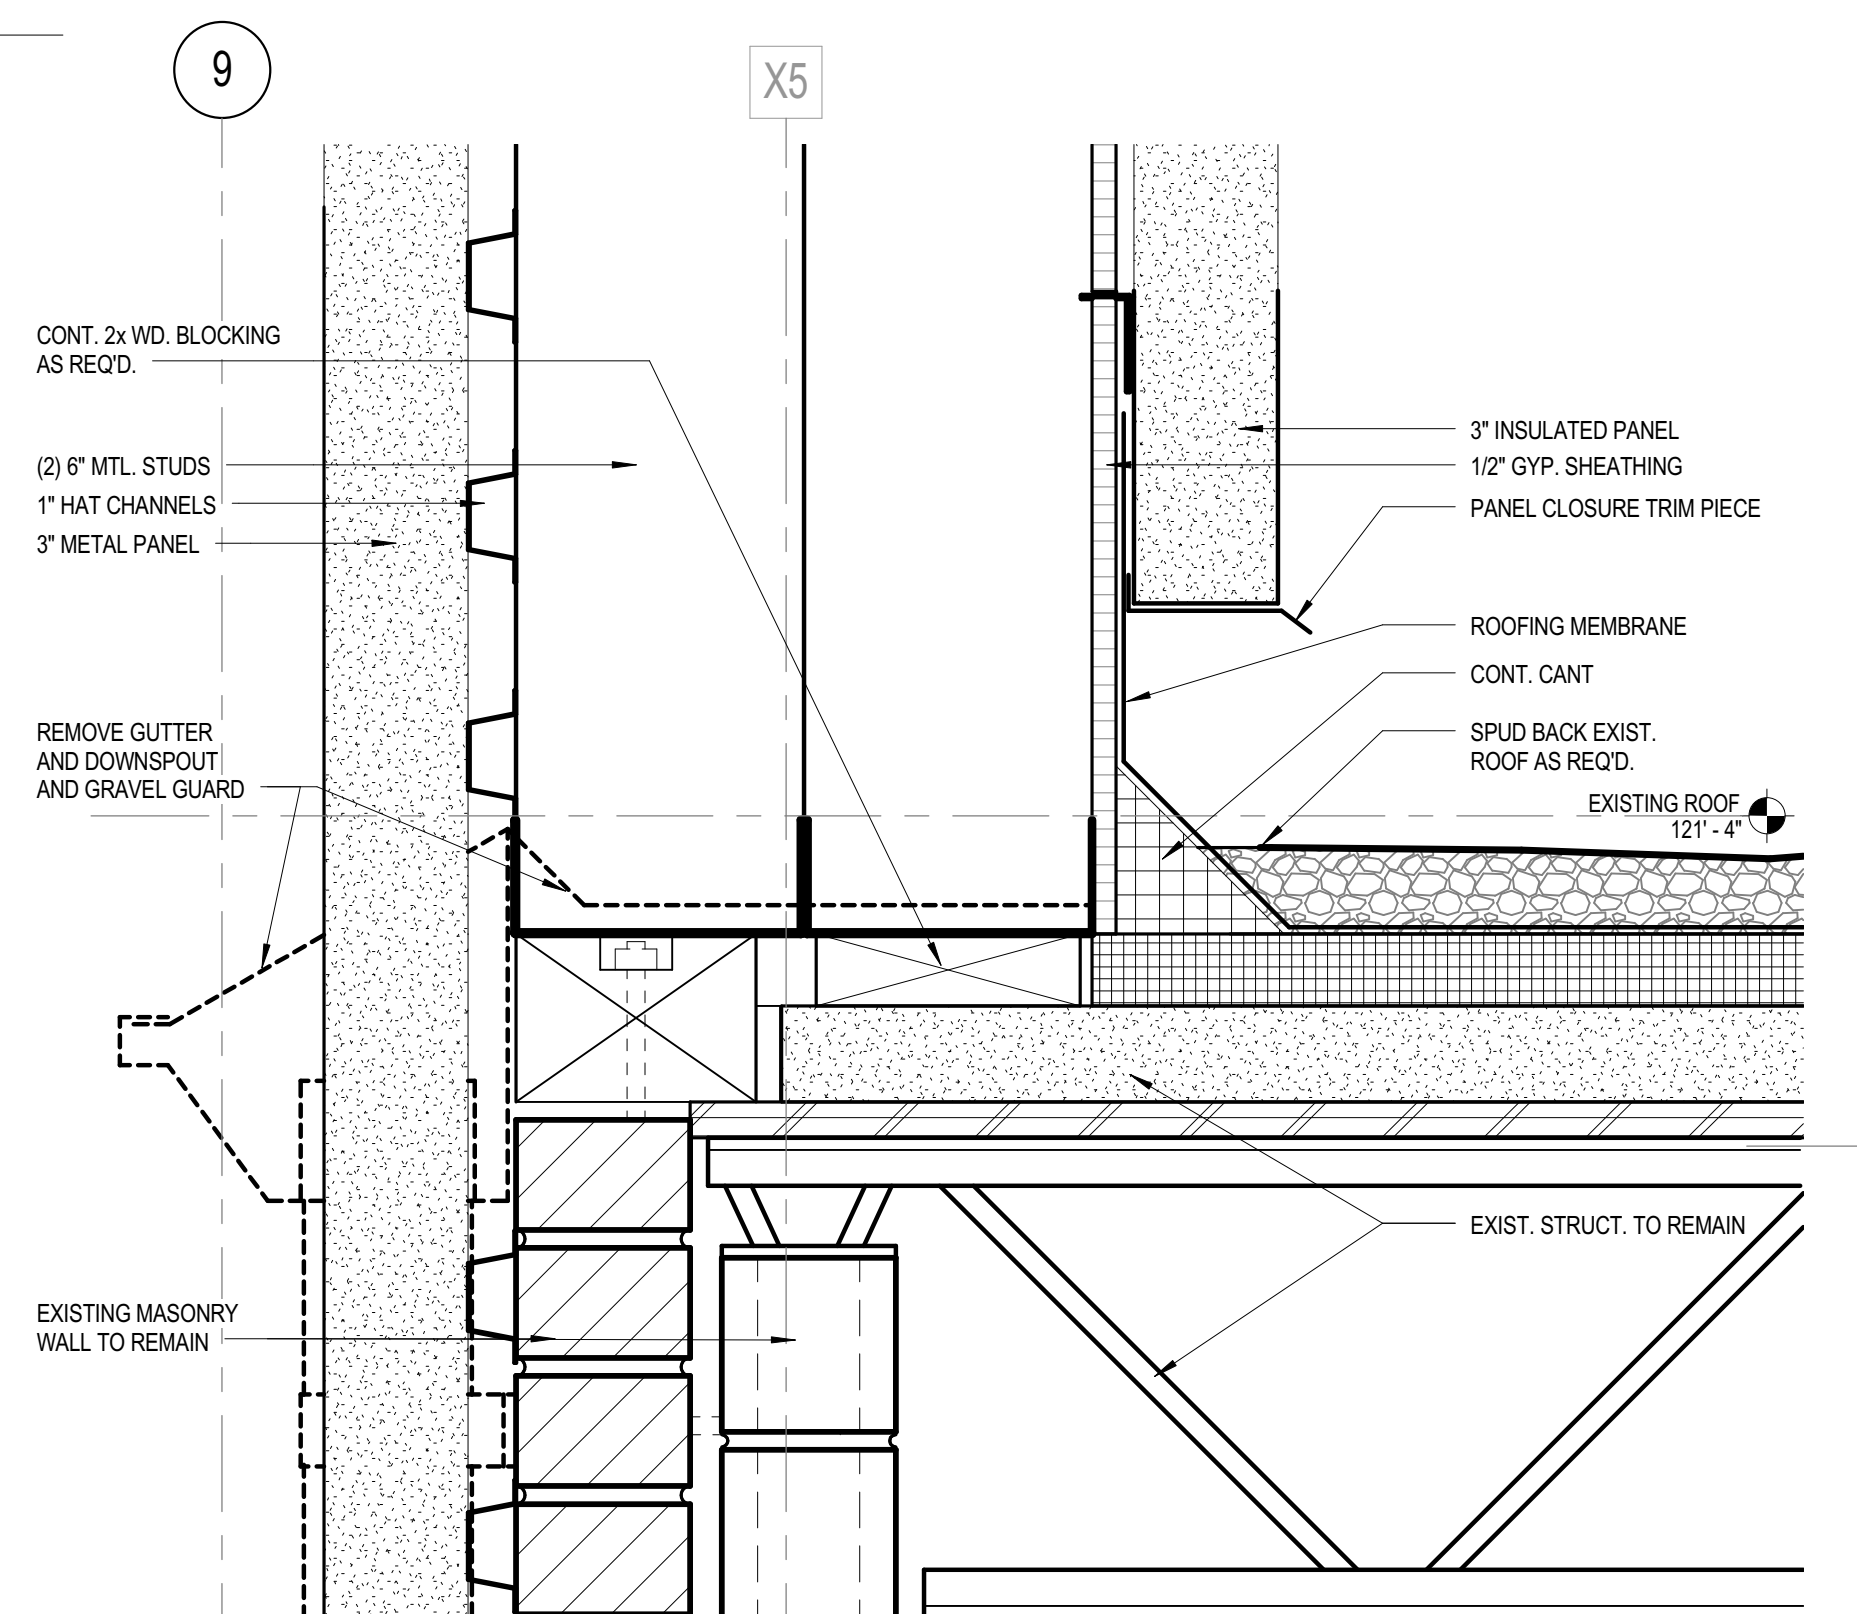 9
X5
CONT. 2x WD. BLOCKING
AS REQ'D.
(2) 6" MTL. STUDS
1" HAT CHANNELS
3" METAL PANEL
REMOVE GUTTER
AND DOWNSPOUT
AND GRAVEL GUARD
EXISTING MASONRY
WALL TO REMAIN
3" INSULATED PANEL
1/2" GYP. SHEATHING
PANEL CLOSURE TRIM PIECE
ROOFING MEMBRANE
CONT. CANT
SPUD BACK EXIST.
ROOF AS REQ'D.
EXISTING ROOF
121' - 4"
EXIST. STRUCT. TO REMAIN